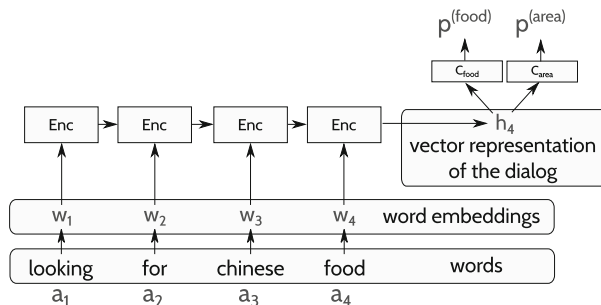 p(food) p(area)
Cfood Carea
Enc Enc Enc Enc
h4
vector representation
of the dialog
w1 w2 w3 w4 word embeddings
looking for chinese food words
a1 a2 a3 a4